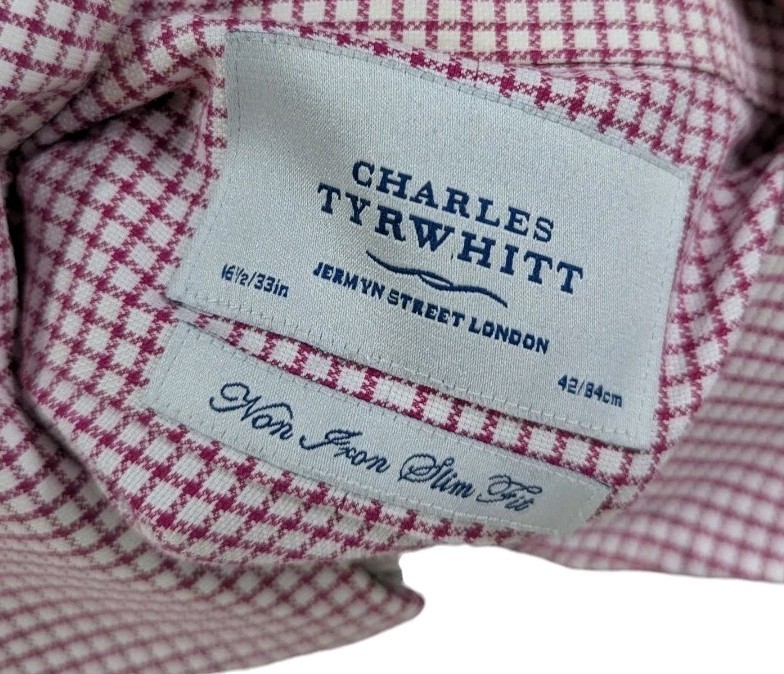 CHARLES
TYRWHITT
JERMYN STREET LONDON
16½/33in
42/84cm
Non Iron Slim Fit